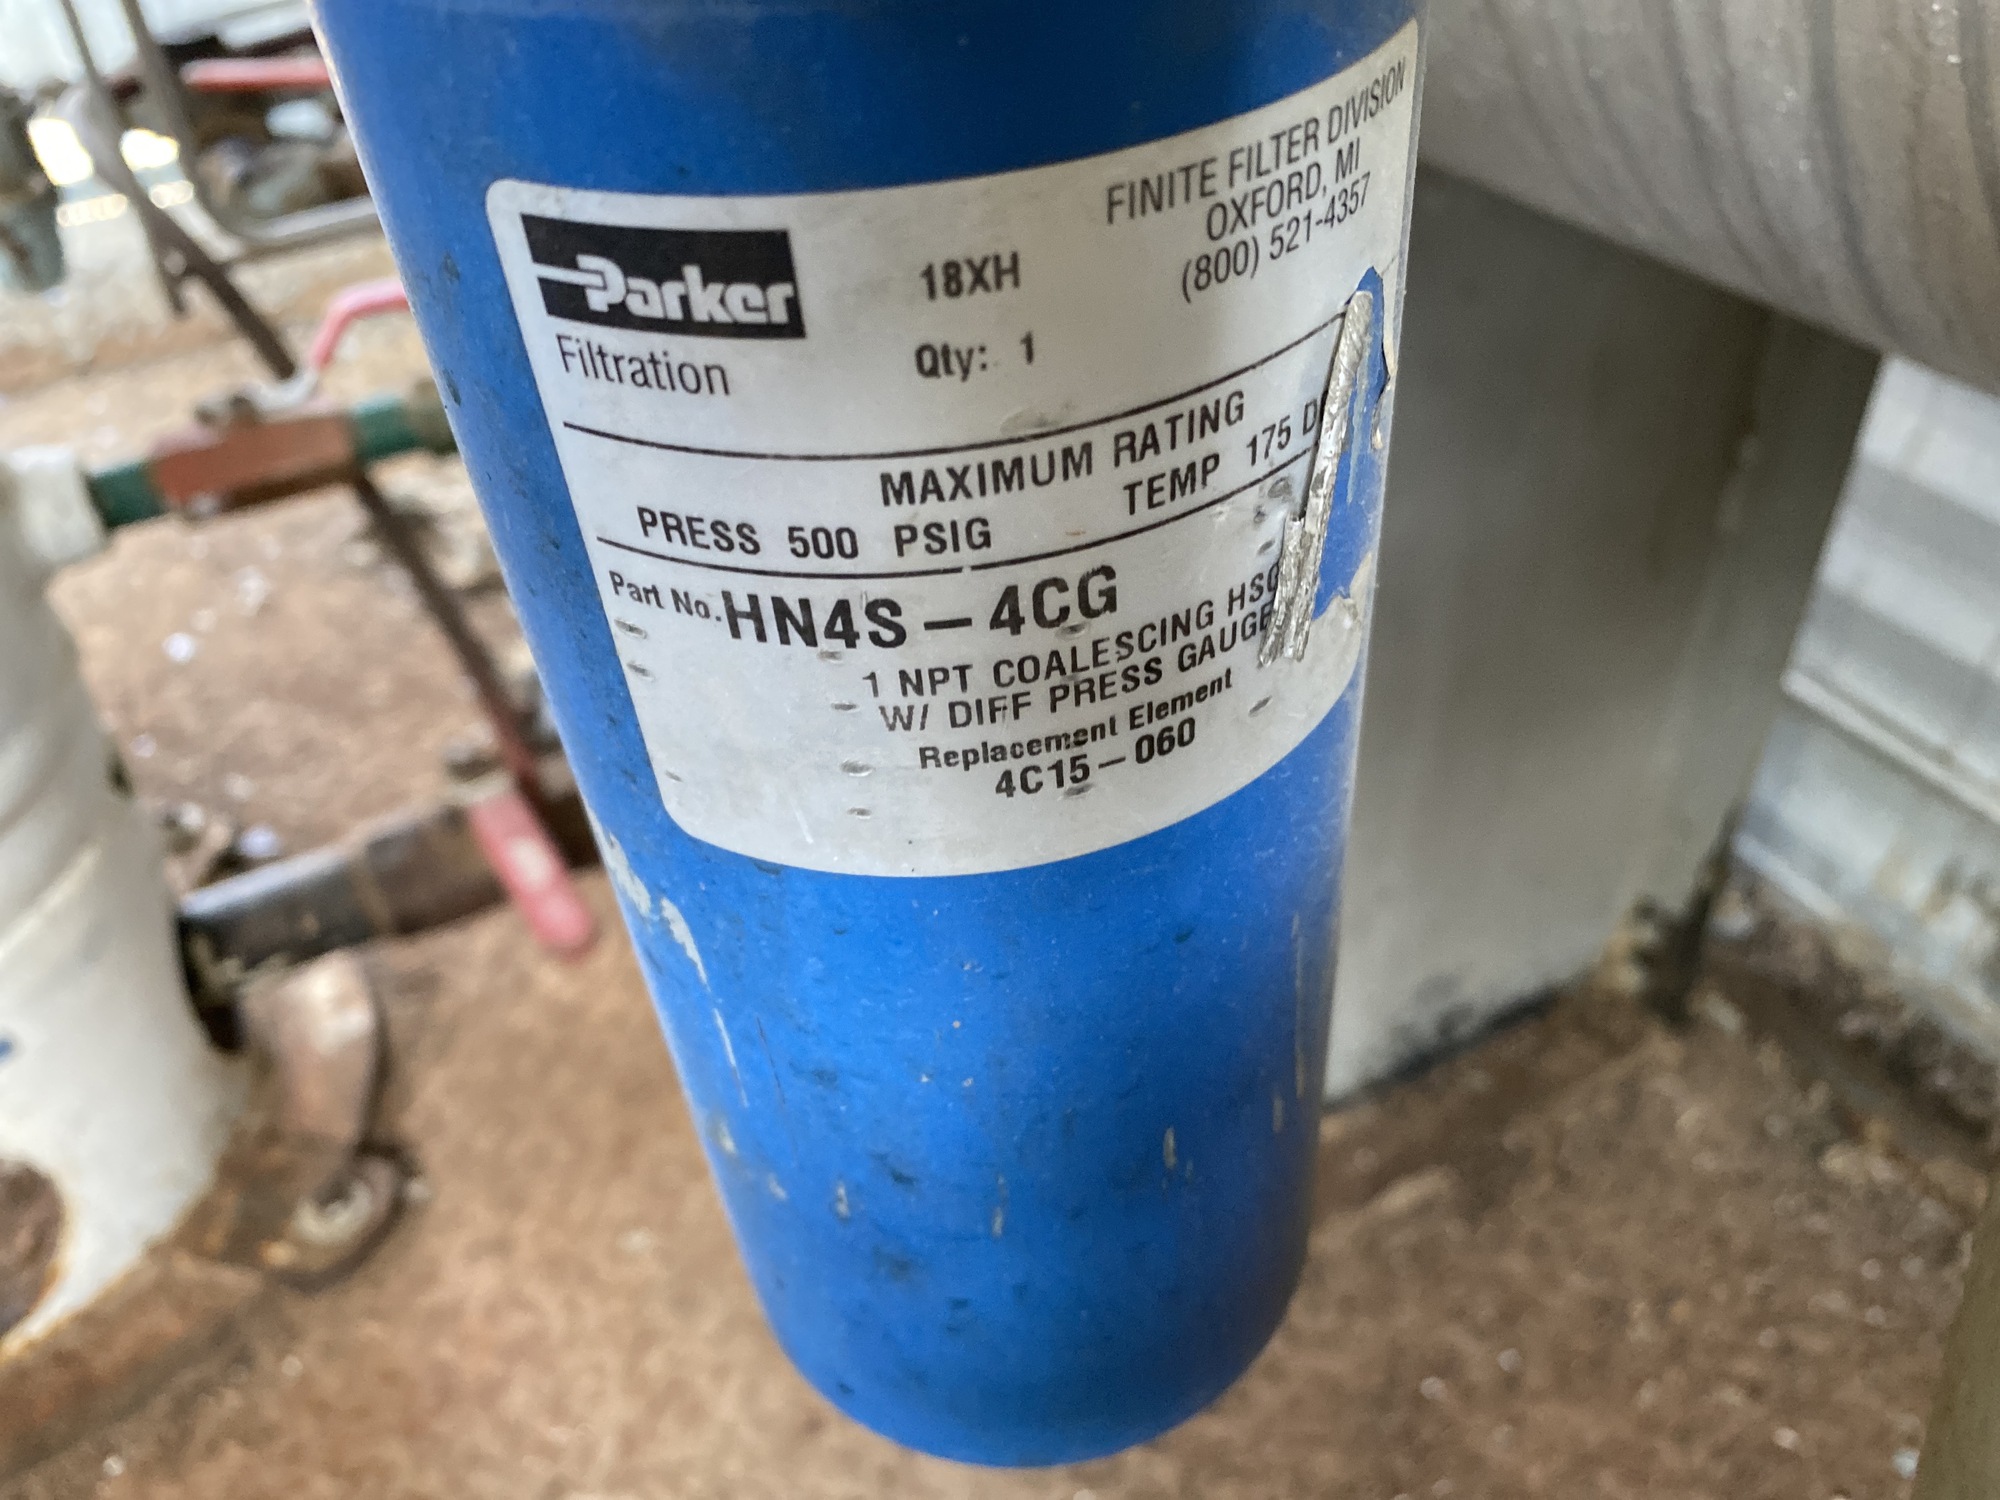 Parker
Filtration
18XH
Qty: 1
FINITE FILTER DIVISION
OXFORD, MI
(800) 521-4357
MAXIMUM RATING
PRESS 500 PSIG TEMP 175
Part No. HN4S-4CG
1 NPT COALESCING
W/ DIFF PRESS GAUGE
Replacement Element
4C15-060